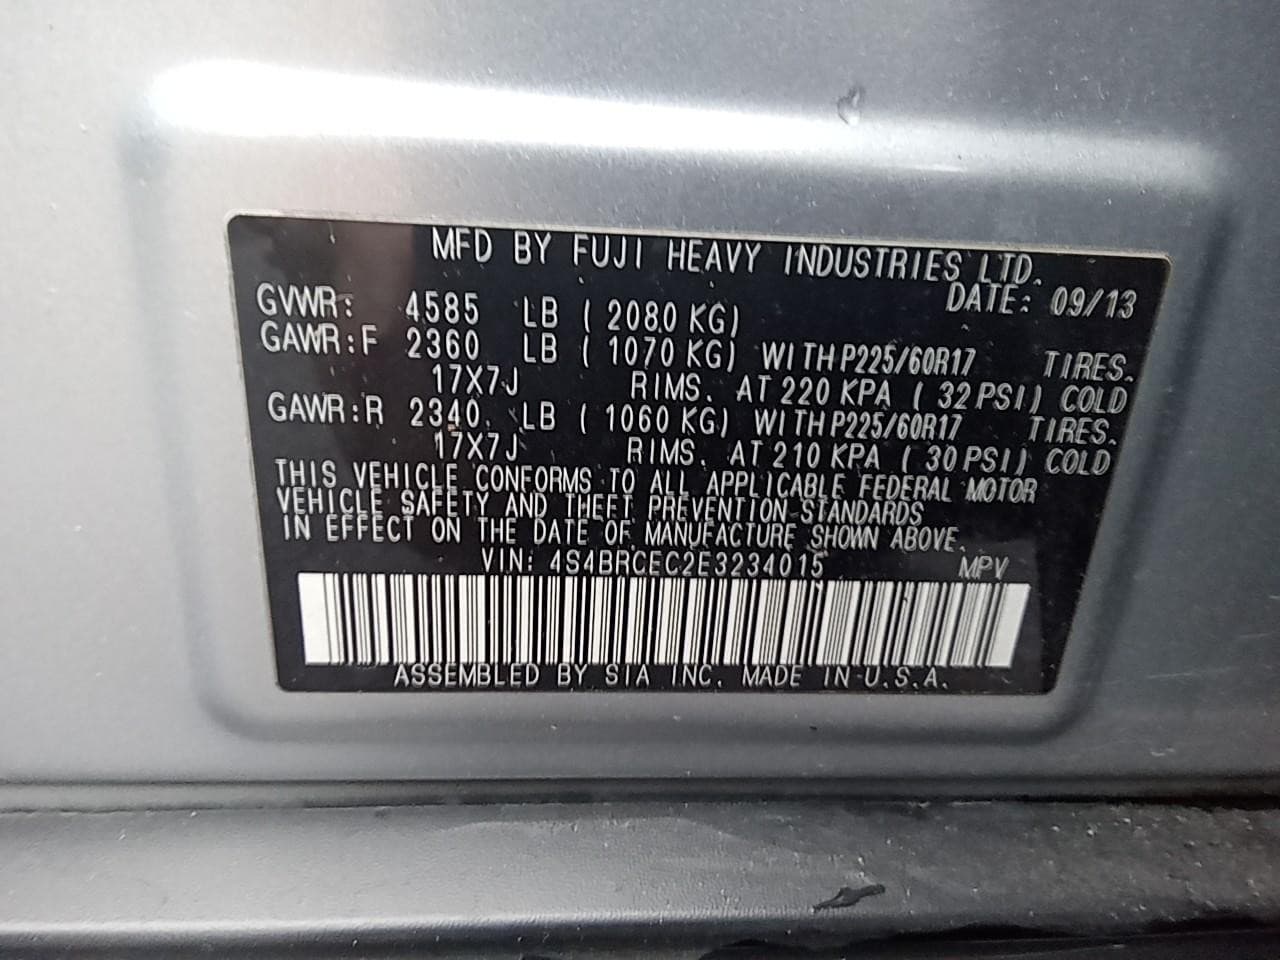 MFD BY FUJI HEAVY INDUSTRIES LTD.
DATE: 09/13
GVWR: 4585 LB ( 2080 KG)
GAWR:F 2360 LB ( 1070 KG) WITH P225/60R17 TIRES.
17X7J RIMS. AT 220 KPA ( 32 PSI) COLD
GAWR:R 2340 LB ( 1060 KG) WITH P225/60R17 TIRES.
17X7J RIMS. AT 210 KPA ( 30 PSI) COLD
THIS VEHICLE CONFORMS TO ALL APPLICABLE FEDERAL MOTOR
VEHICLE SAFETY AND THEFT PREVENTION STANDARDS
IN EFFECT ON THE DATE OF MANUFACTURE SHOWN ABOVE.
VIN: 4S4BRCEC2E3234015 MPV
ASSEMBLED BY SIA INC. MADE IN U.S.A.